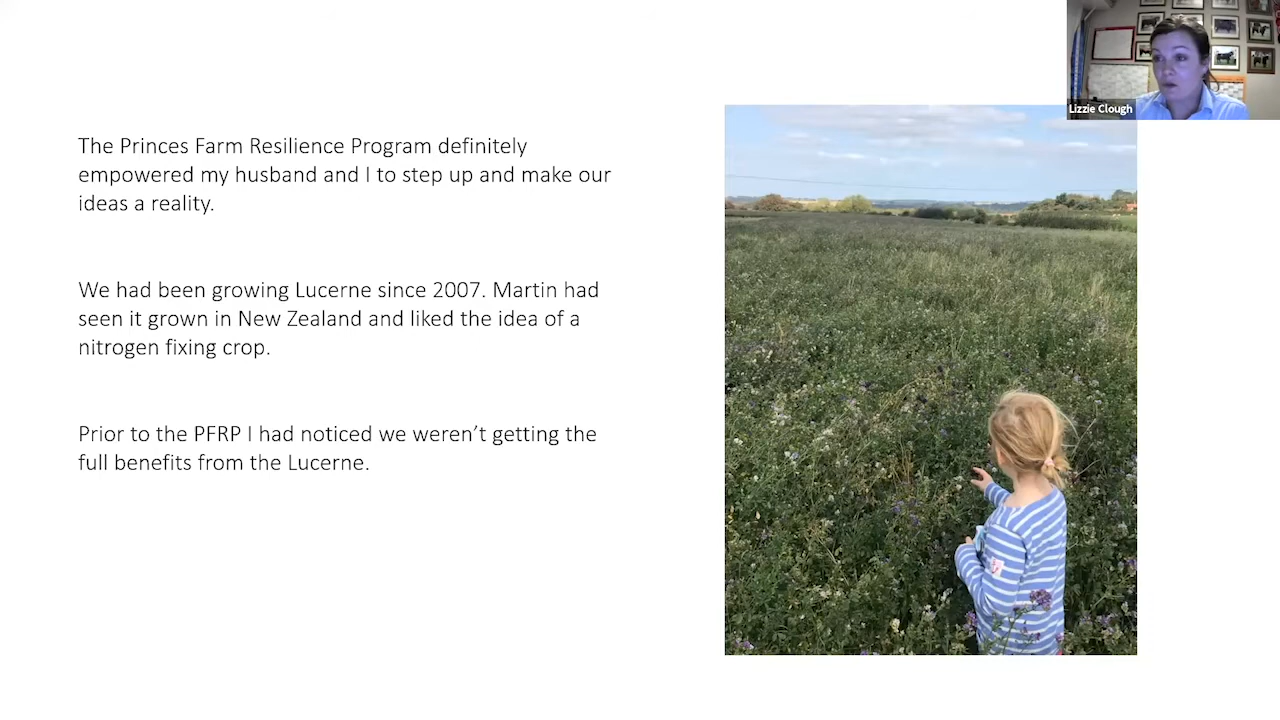 Lizzie Clough
The Princes Farm Resilience Program definitely
empowered my husband and I to step up and make our
ideas a reality.
We had been growing Lucerne since 2007. Martin had
seen it grown in New Zealand and liked the idea of a
nitrogen fixing crop.
Prior to the PFRP I had noticed we weren’t getting the
full benefits from the Lucerne.